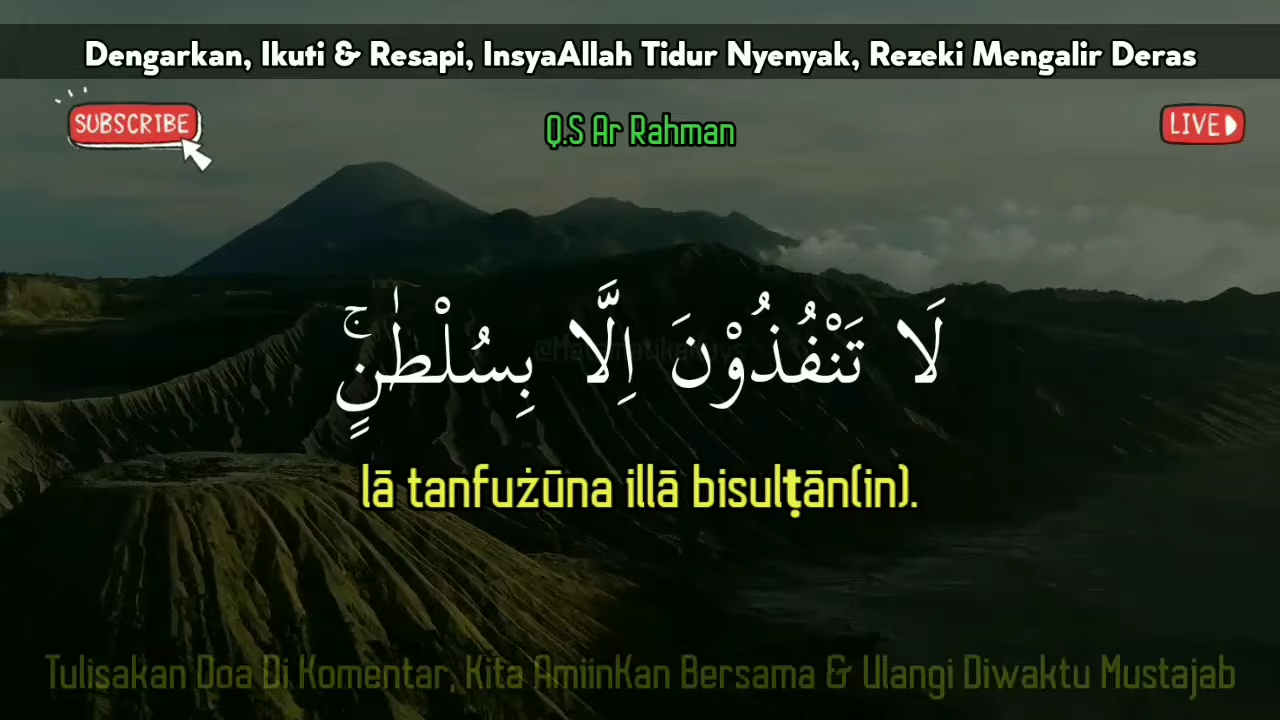 Dengarkan, Ikuti & Resapi, InsyaAllah Tidur Nyenyak, Rezeki Mengalir Deras
SUBSCRIBE
Q.S Ar Rahman
LIVE
لَا تَنْفُذُوْنَ اِلَّا بِسُلْطٰنٍۚ
lā tanfużūna illā bisulṭān(in).
Tulisakan Doa Di Komentar, Kita AmiinKan Bersama & Ulangi Diwaktu Mustajab